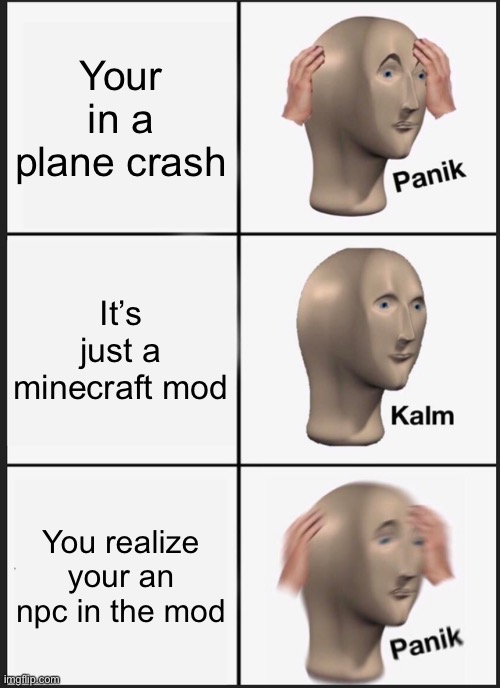 Your
in a
plane crash
Panik
It’s
just a
minecraft mod
Kalm
You realize
your an
npc in the mod
Panik
imgflip.com